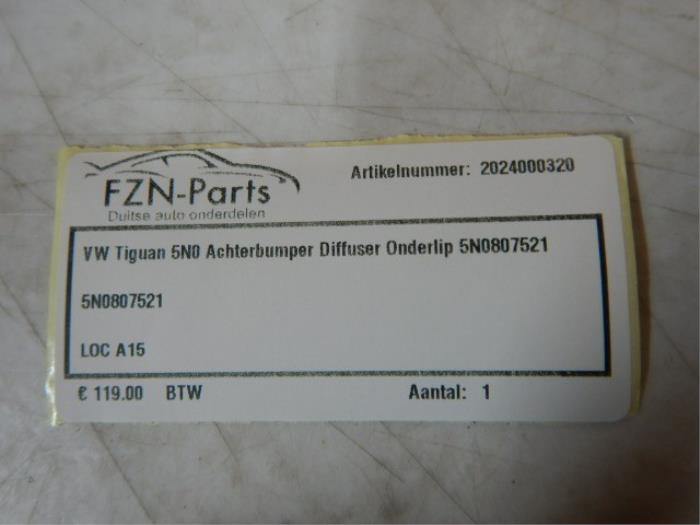 FZN-Parts
Duitse auto onderdelen
Artikelnummer: 2024000320
VW Tiguan 5N0 Achterbumper Diffuser Onderlip 5N0807521
5N0807521
LOC A15
€ 119.00 BTW Aantal: 1